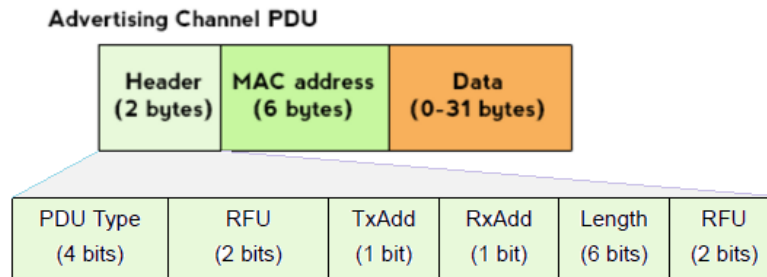 Advertising Channel PDU
Header MAC address Data
(2 bytes) (6 bytes) (0-31 bytes)
PDU Type RFU TxAdd RxAdd Length RFU
(4 bits) (2 bits) (1 bit) (1 bit) (6 bits) (2 bits)